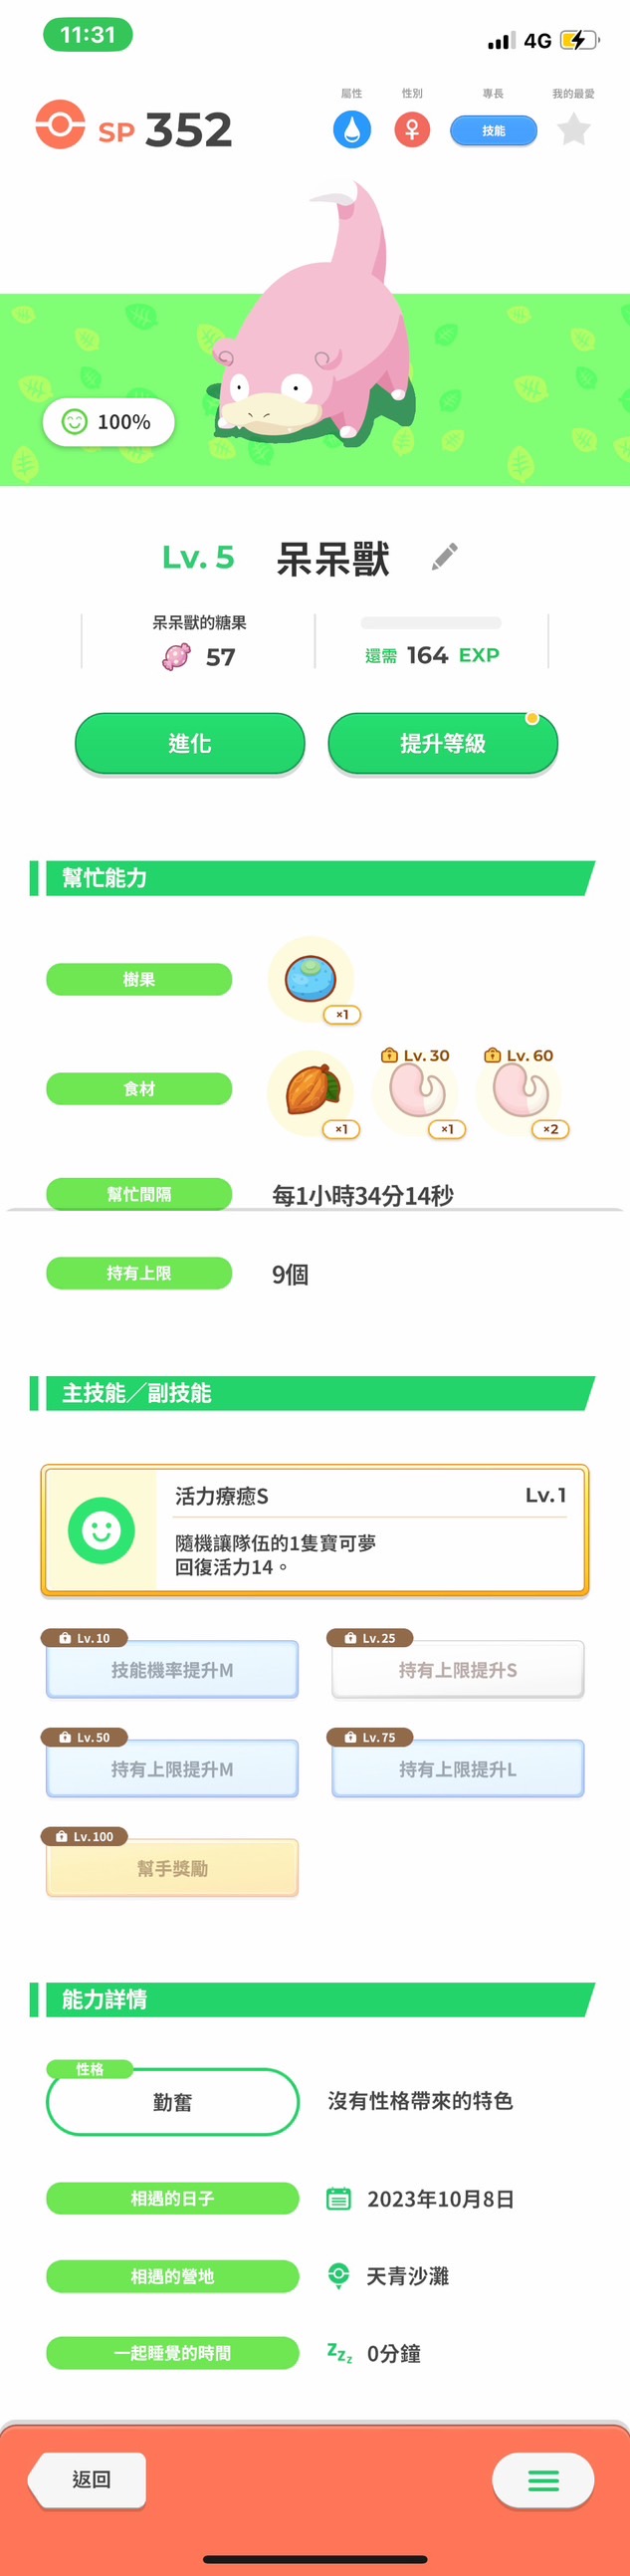 11:31
4G
屬性 性別 專長 我的最愛
SP 352
技能
100%
Lv. 5 呆呆獸
呆呆獸的糖果
57
還需 164 EXP
進化
提升等級
幫忙能力
樹果
×1
食材
Lv. 30
Lv. 60
×1
×1
×2
幫忙間隔
每1小時34分14秒
持有上限
9個
主技能／副技能
活力療癒S
Lv. 1
隨機讓隊伍的1隻寶可夢
回復活力14。
Lv. 10
技能機率提升M
Lv. 25
持有上限提升S
Lv. 50
持有上限提升M
Lv. 75
持有上限提升L
Lv. 100
幫手獎勵
能力詳情
性格
勤奮
沒有性格帶來的特色
相遇的日子
2023年10月8日
相遇的營地
天青沙灘
一起睡覺的時間
zzz
0分鐘
返回